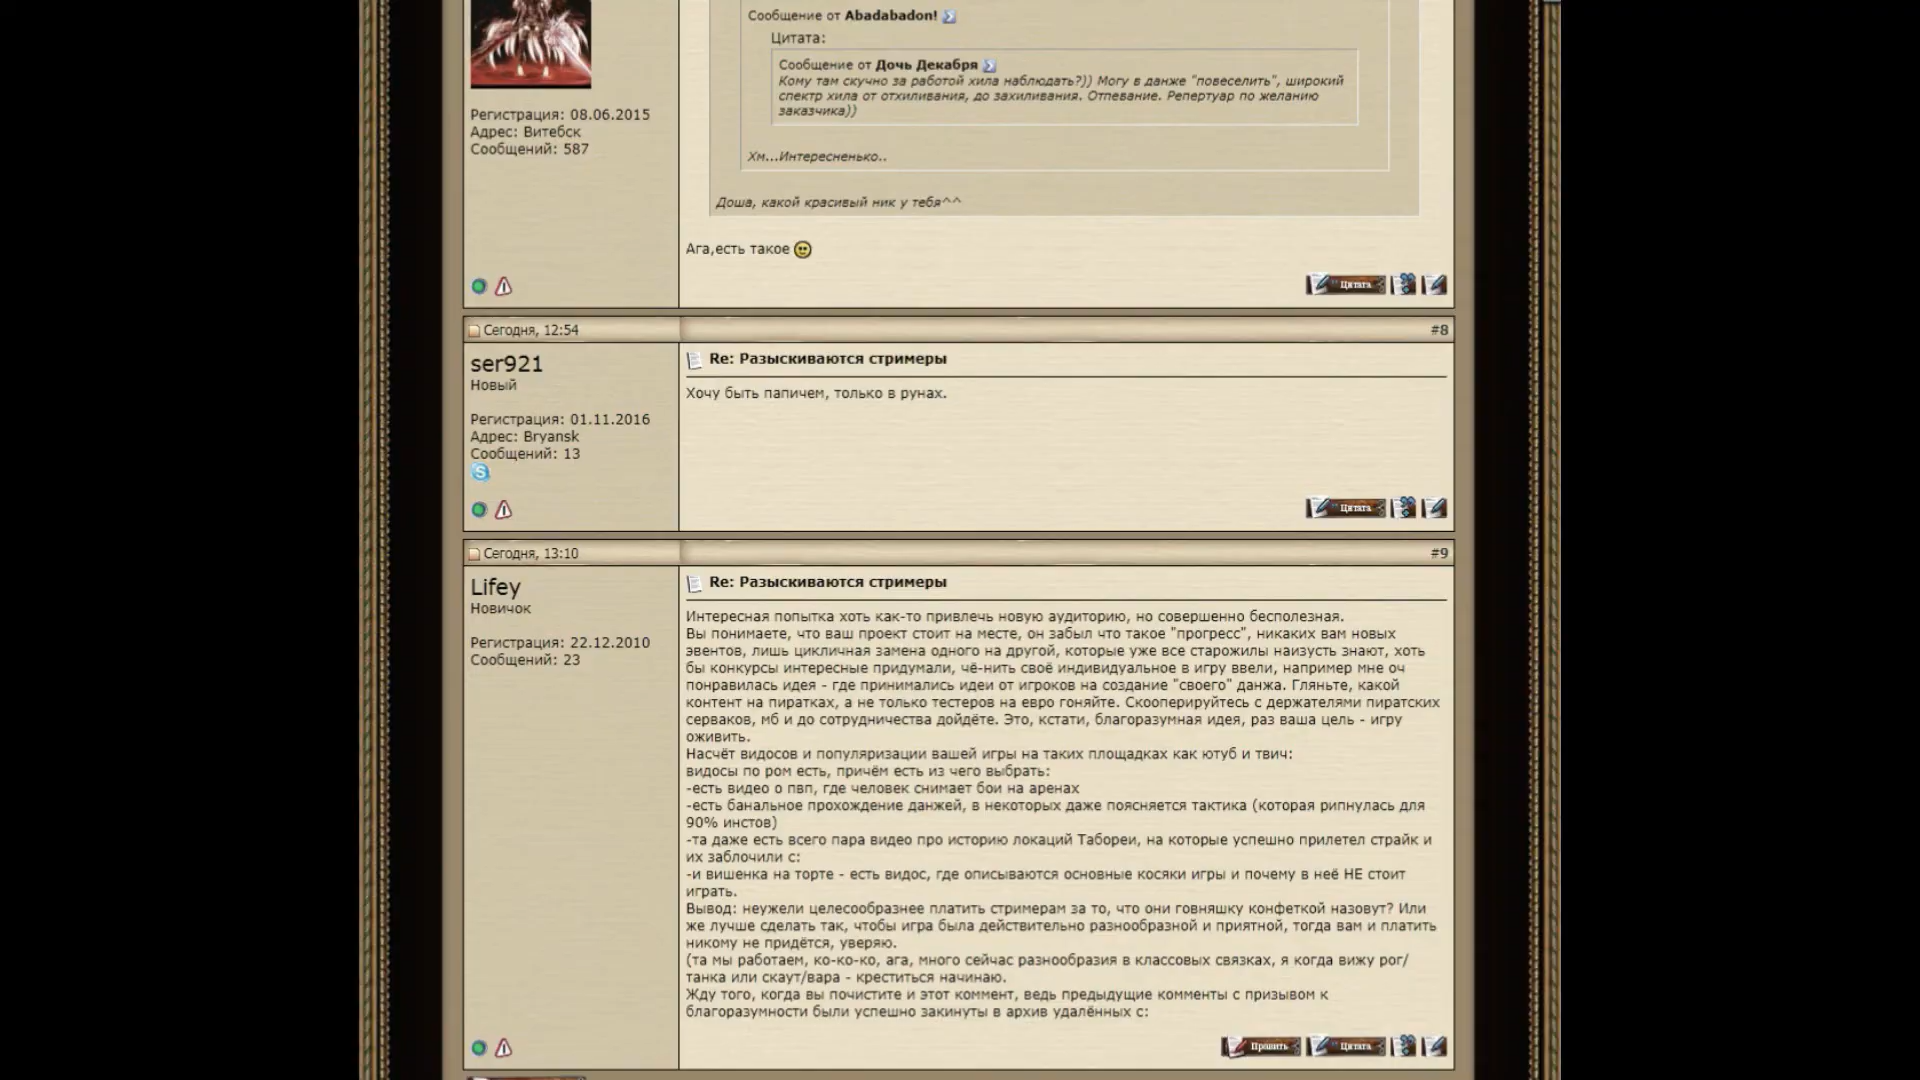 Сообщение от Abadabadon!
Цитата:
Сообщение от Дочь Декабря
Кому там скучно за работой хила наблюдать?)) Могу в данже "повеселить", широкий
спектр хила от отхиливания, до захиливания. Отпевание. Репертуар по желанию
заказчика))
Хм...Интересненько..
Доша, какой красивый ник у тебя^^
Регистрация: 08.06.2015
Адрес: Витебск
Сообщений: 587
Ага,есть такое
Цитата
Сегодня, 12:54
#8
ser921
Новый
Регистрация: 01.11.2016
Адрес: Bryansk
Сообщений: 13
Re: Разыскиваются стримеры
Хочу быть папичем, только в рунах.
Цитата
Сегодня, 13:10
#9
Lifey
Новичок
Регистрация: 22.12.2010
Сообщений: 23
Re: Разыскиваются стримеры
Интересная попытка хоть как-то привлечь новую аудиторию, но совершенно бесполезная.
Вы понимаете, что ваш проект стоит на месте, он забыл что такое "прогресс", никаких вам новых
эвентов, лишь цикличная замена одного на другой, которые уже все старожилы наизусть знают, хоть
бы конкурсы интересные придумали, чё-нить своё индивидуальное в игру ввели, например мне оч
понравилась идея - где принимались идеи от игроков на создание "своего" данжа. Гляньте, какой
контент на пиратках, а не только тестеров на евро гоняйте. Скооперируйтесь с держателями пиратских
серваков, мб и до сотрудничества дойдёте. Это, кстати, благоразумная идея, раз ваша цель - игру
оживить.
Насчёт видосов и популяризации вашей игры на таких площадках как ютуб и твич:
видосы по ром есть, причём есть из чего выбрать:
-есть видео о пвп, где человек снимает бои на аренах
-есть банальное прохождение данжей, в некоторых даже поясняется тактика (которая рипнулась для
90% инстов)
-та даже есть всего пара видео про историю локаций Табореи, на которые успешно прилетел страйк и
их заблочили с:
-и вишенка на торте - есть видос, где описываются основные косяки игры и почему в неё НЕ стоит
играть.
Вывод: неужели целесообразнее платить стримерам за то, что они говняшку конфеткой назовут? Или
же лучше сделать так, чтобы игра была действительно разнообразной и приятной, тогда вам и платить
никому не придётся, уверяю.
(та мы работаем, ко-ко-ко, ага, много сейчас разнообразия в классовых связках, я когда вижу рог/
танка или скаут/вара - креститься начинаю.
Жду того, когда вы почистите и этот коммент, ведь предыдущие комменты с призывом к
благоразумности были успешно закинуты в архив удалённых с:
Править
Цитата